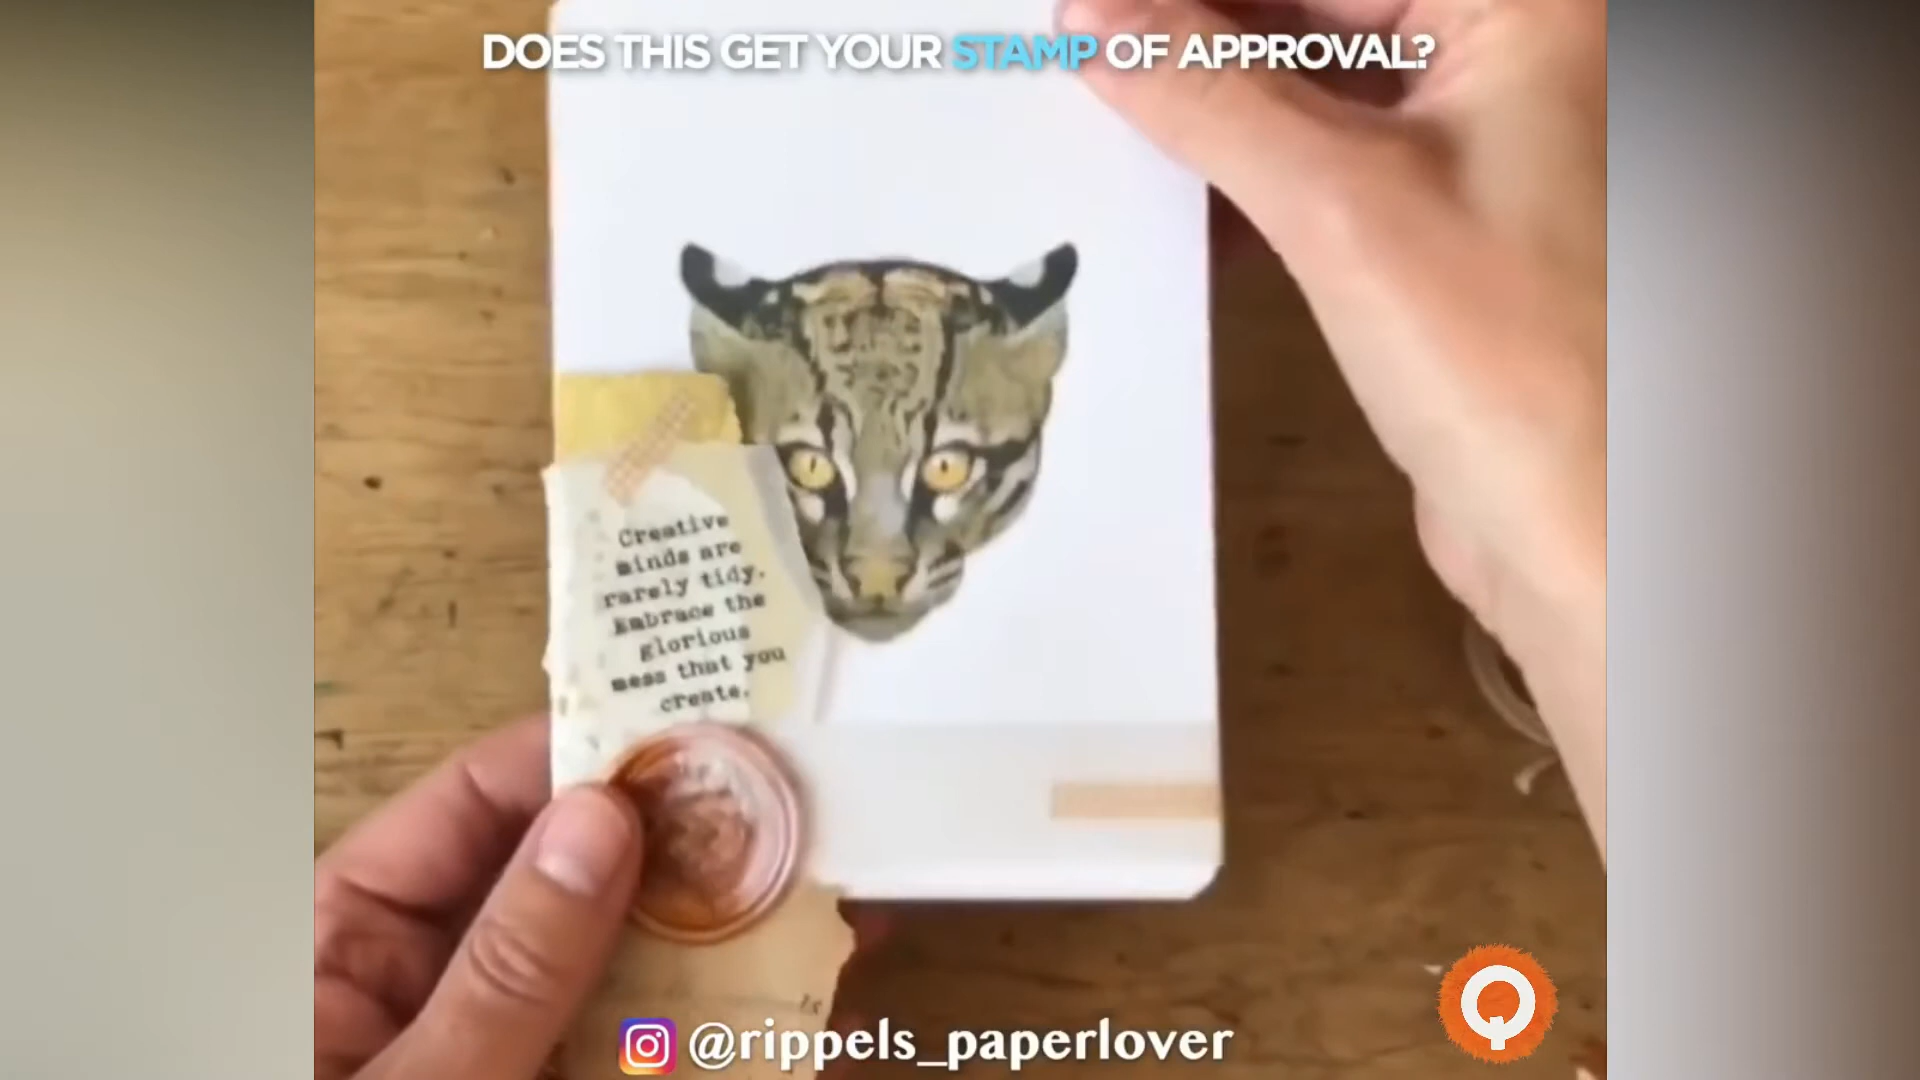 DOES THIS GET YOUR STAMP OF APPROVAL?
Creative
minds are
rarely tidy.
Embrace the
glorious
mess that you
create.
@rippels_paperlover